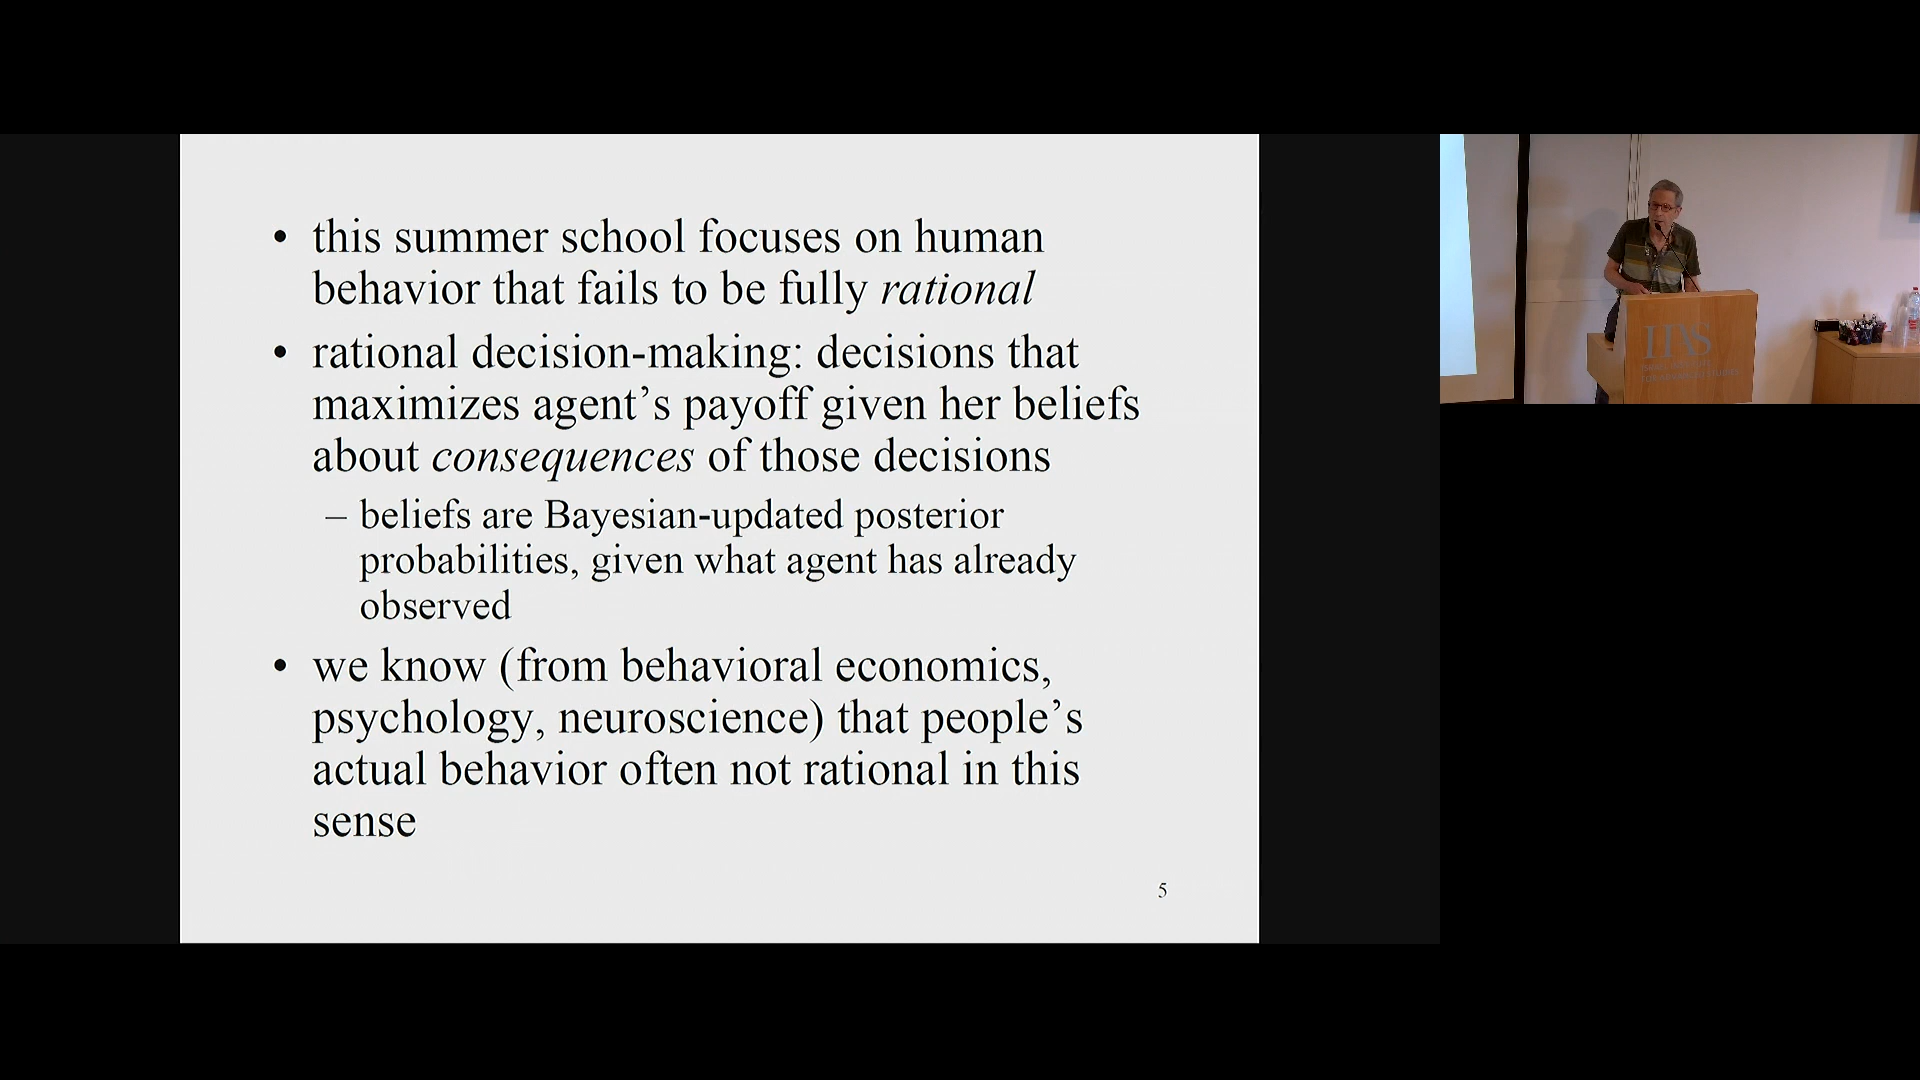 • this summer school focuses on human
behavior that fails to be fully rational
• rational decision-making: decisions that
maximizes agent’s payoff given her beliefs
about consequences of those decisions
– beliefs are Bayesian-updated posterior
probabilities, given what agent has already
observed
• we know (from behavioral economics,
psychology, neuroscience) that people’s
actual behavior often not rational in this
sense
5
IIAS